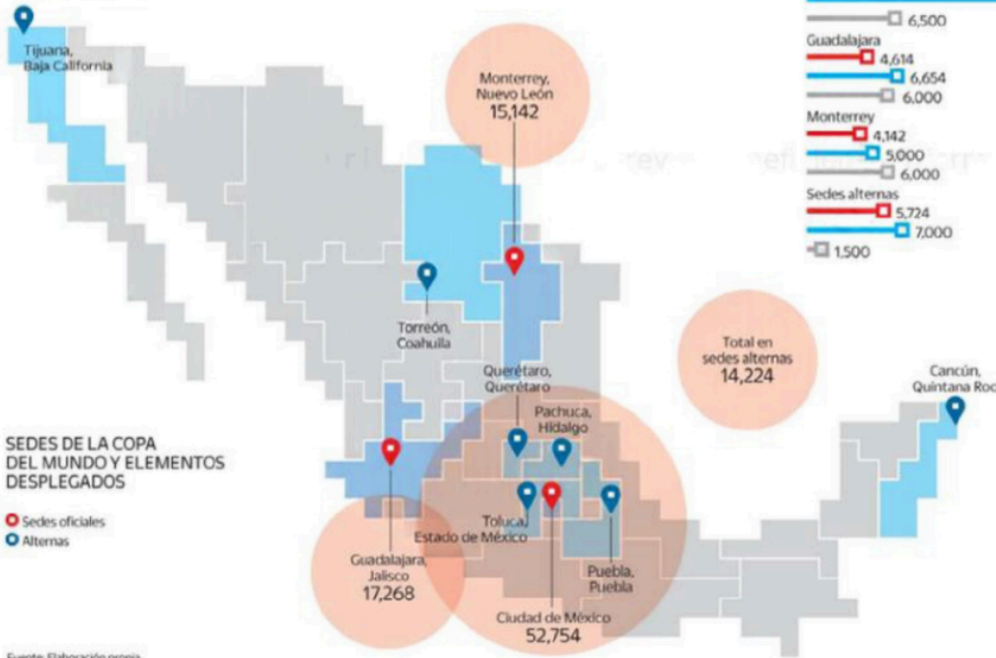 Tijuana,
Baja California
Monterrey,
Nuevo León
15,142
6,500
Guadalajara
4,614
6,654
6,000
Monterrey
4,142
5,000
6,000
Sedes alternas
5,724
7,000
1,500
Torreón,
Coahuila
Total en
sedes alternas
14,224
Querétaro,
Querétaro
Pachuca,
Hidalgo
Cancún,
Quintana Roo
SEDES DE LA COPA
DEL MUNDO Y ELEMENTOS
DESPLEGADOS
Sedes oficiales
Alternas
Toluca,
Estado de México
Guadalajara,
Jalisco
17,268
Puebla,
Puebla
Ciudad de México
52,754
Fuente: Elaboración propia